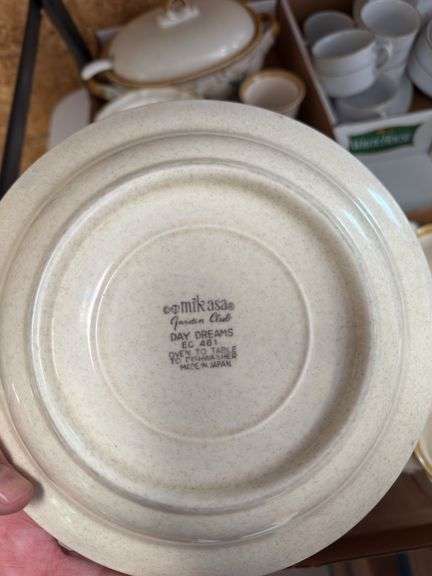 mikasa®
Garden Club
DAY DREAMS
EC 461
OVEN TO TABLE
TO DISHWASHER
MADE IN JAPAN